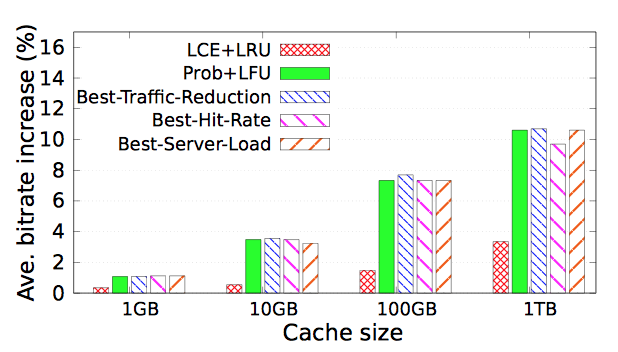 Ave. bitrate increase (%)
16
14
12
10
8
6
4
2
0
LCE+LRU
Prob+LFU
Best-Traffic-Reduction
Best-Hit-Rate
Best-Server-Load
1GB 10GB 100GB 1TB
Cache size